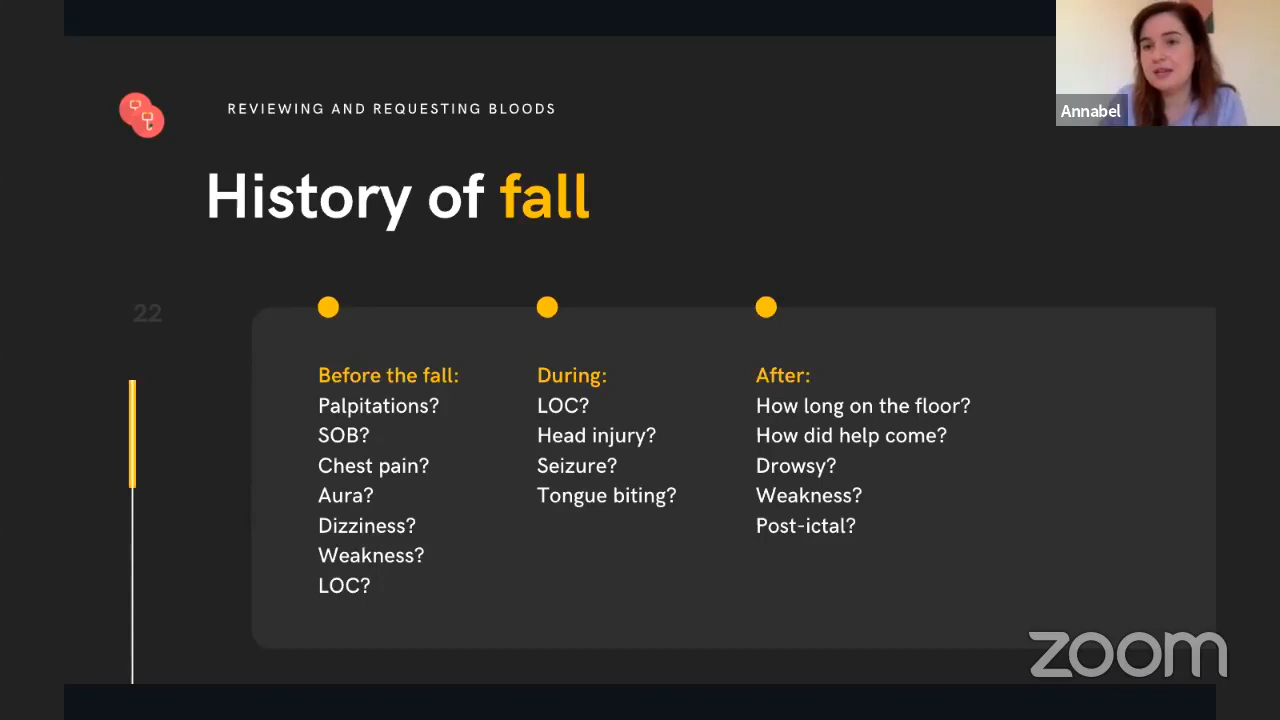 REVIEWING AND REQUESTING BLOODS
Annabel
History of fall
22
Before the fall:
Palpitations?
SOB?
Chest pain?
Aura?
Dizziness?
Weakness?
LOC?
During:
LOC?
Head injury?
Seizure?
Tongue biting?
After:
How long on the floor?
How did help come?
Drowsy?
Weakness?
Post-ictal?
zoom